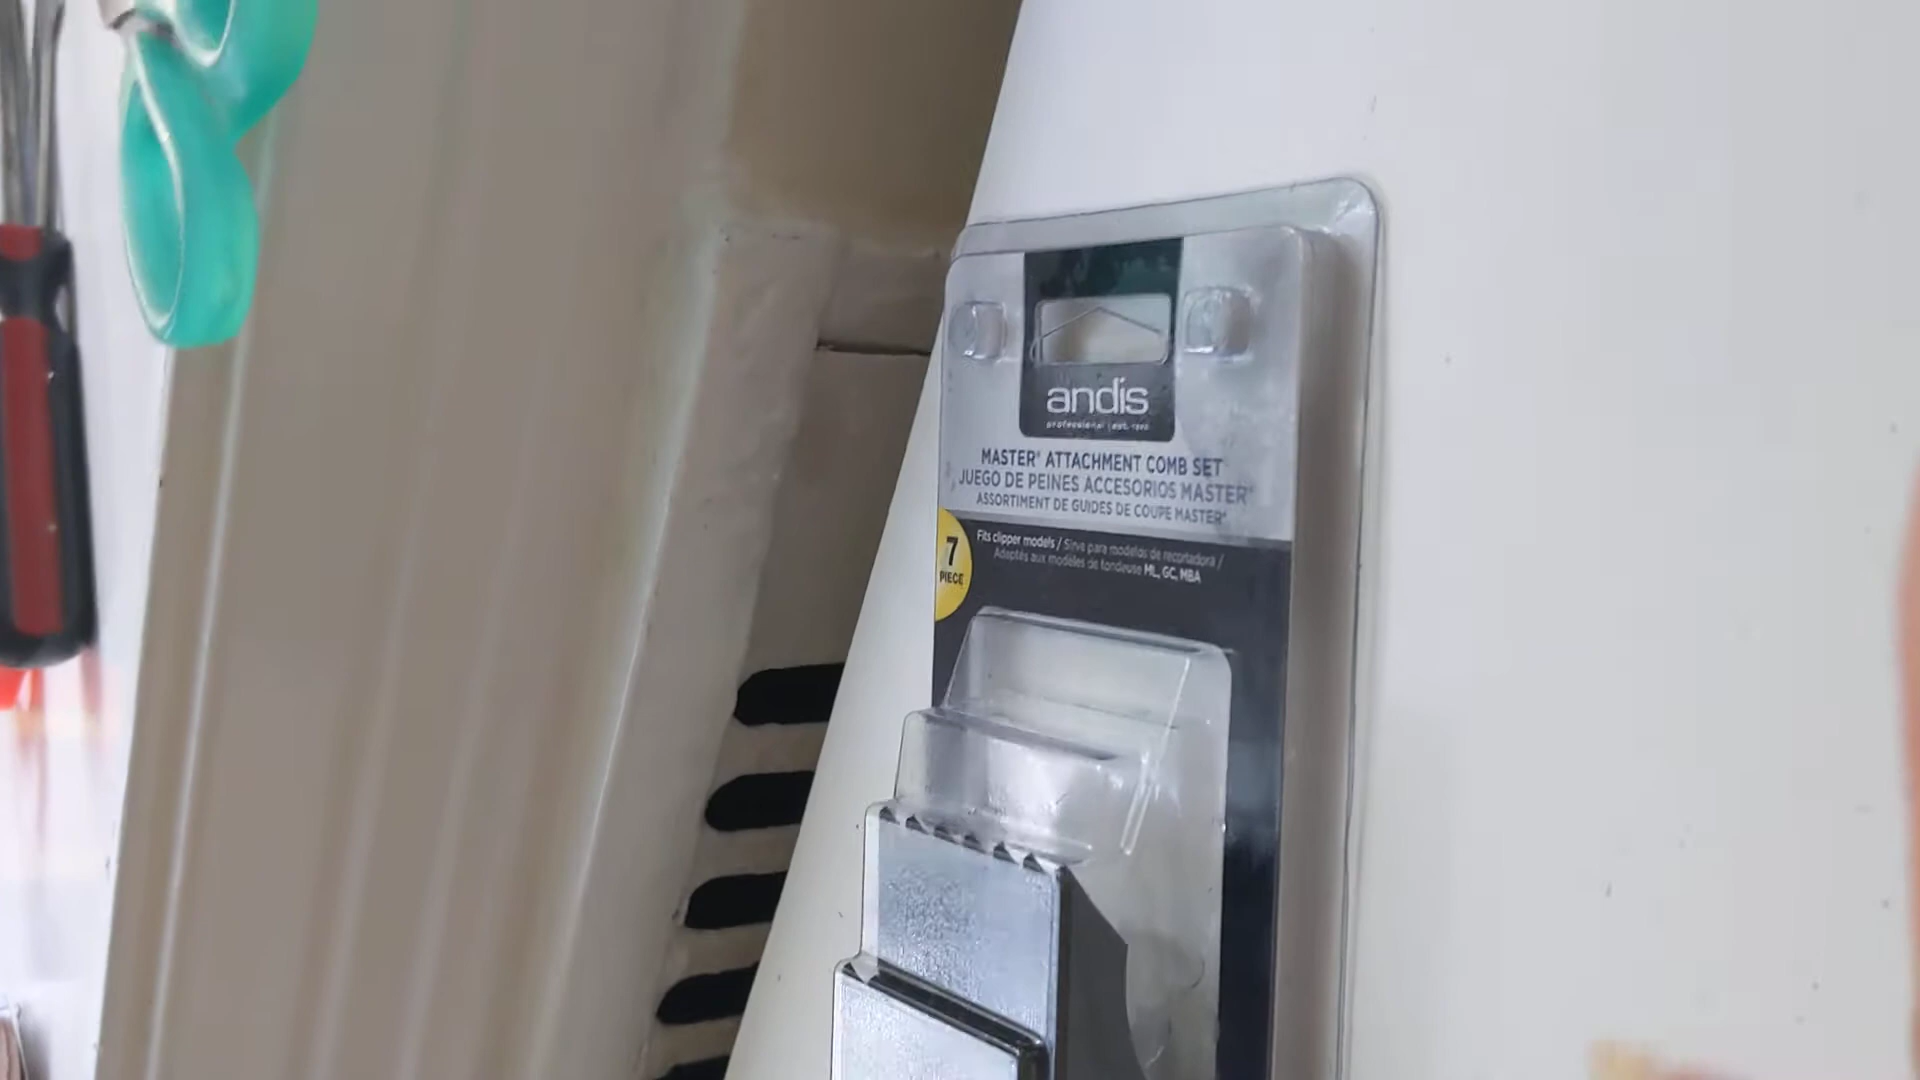 andis
professional | est. 1922
MASTER® ATTACHMENT COMB SET
JUEGO DE PEINES ACCESORIOS MASTER®
ASSORTIMENT DE GUIDES DE COUPE MASTER®
7
PIECE
Fits clipper models / Sirve para modelos de recortadora /
Adaptés aux modèles de tondeuse ML, GC, MBA